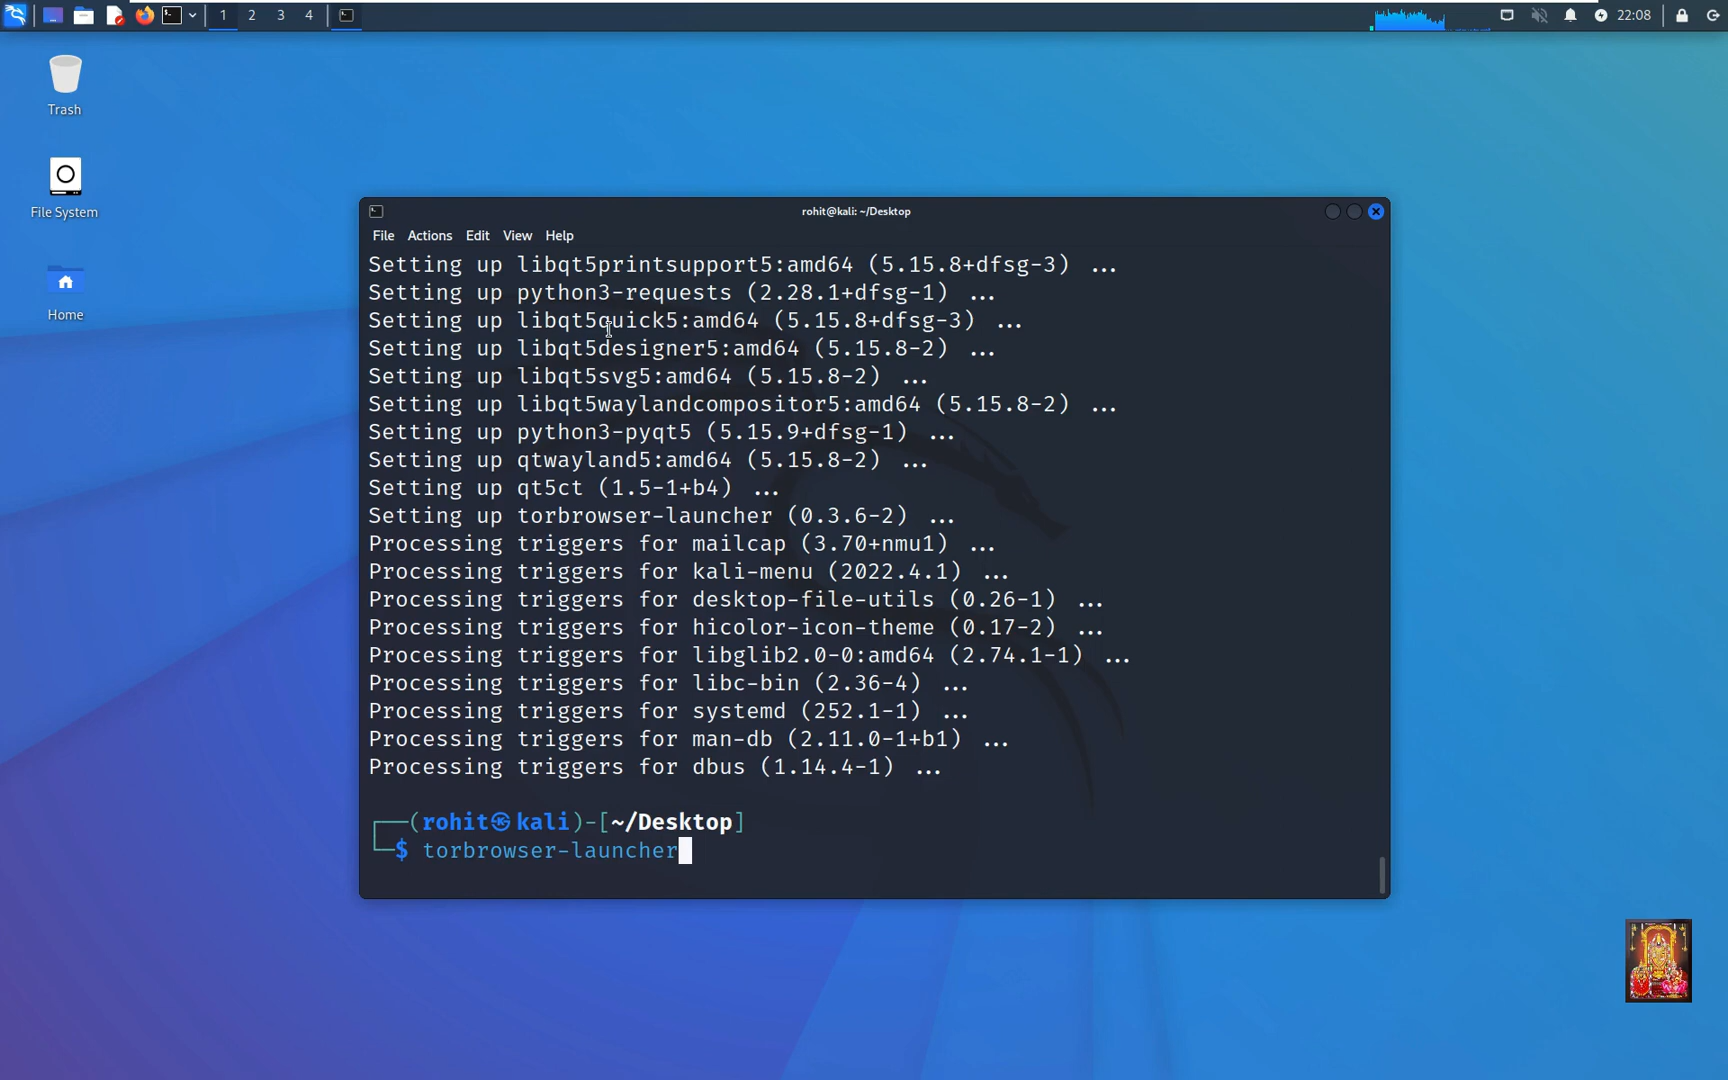 1 2 3 4
22:08
Trash
File System
Home
rohit@kali: ~/Desktop
File Actions Edit View Help
Setting up libqt5printsupport5:amd64 (5.15.8+dfsg-3) ...
Setting up python3-requests (2.28.1+dfsg-1) ...
Setting up libqt5quick5:amd64 (5.15.8+dfsg-3) ...
Setting up libqt5designer5:amd64 (5.15.8-2) ...
Setting up libqt5svg5:amd64 (5.15.8-2) ...
Setting up libqt5waylandcompositor5:amd64 (5.15.8-2) ...
Setting up python3-pyqt5 (5.15.9+dfsg-1) ...
Setting up qtwayland5:amd64 (5.15.8-2) ...
Setting up qt5ct (1.5-1+b4) ...
Setting up torbrowser-launcher (0.3.6-2) ...
Processing triggers for mailcap (3.70+nmu1) ...
Processing triggers for kali-menu (2022.4.1) ...
Processing triggers for desktop-file-utils (0.26-1) ...
Processing triggers for hicolor-icon-theme (0.17-2) ...
Processing triggers for libglib2.0-0:amd64 (2.74.1-1) ...
Processing triggers for libc-bin (2.36-4) ...
Processing triggers for systemd (252.1-1) ...
Processing triggers for man-db (2.11.0-1+b1) ...
Processing triggers for dbus (1.14.4-1) ...
┌──(rohit㉿kali)-[~/Desktop]
└─$ torbrowser-launcher